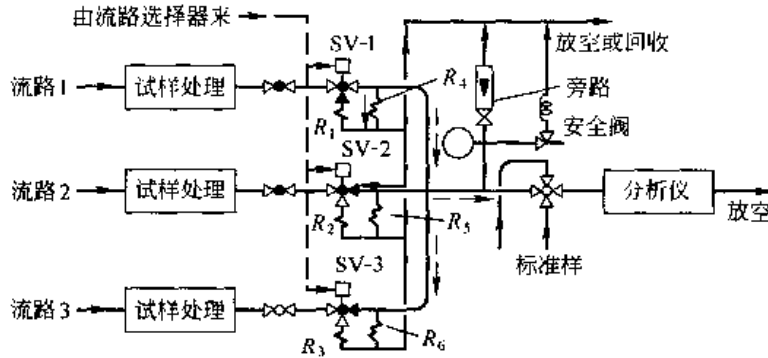 由流路选择器来
SV-1
放空或回收
流路1
试样处理
R₄
旁路
R₁
安全阀
SV-2
流路2
试样处理
分析仪
放空
R₂
R₅
标准样
SV-3
流路3
试样处理
R₃
R₆